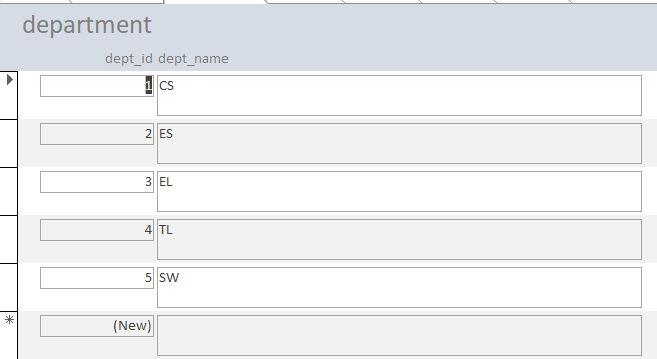 department
dept_id dept_name
1 CS
2 ES
3 EL
4 TL
5 SW
* (New)